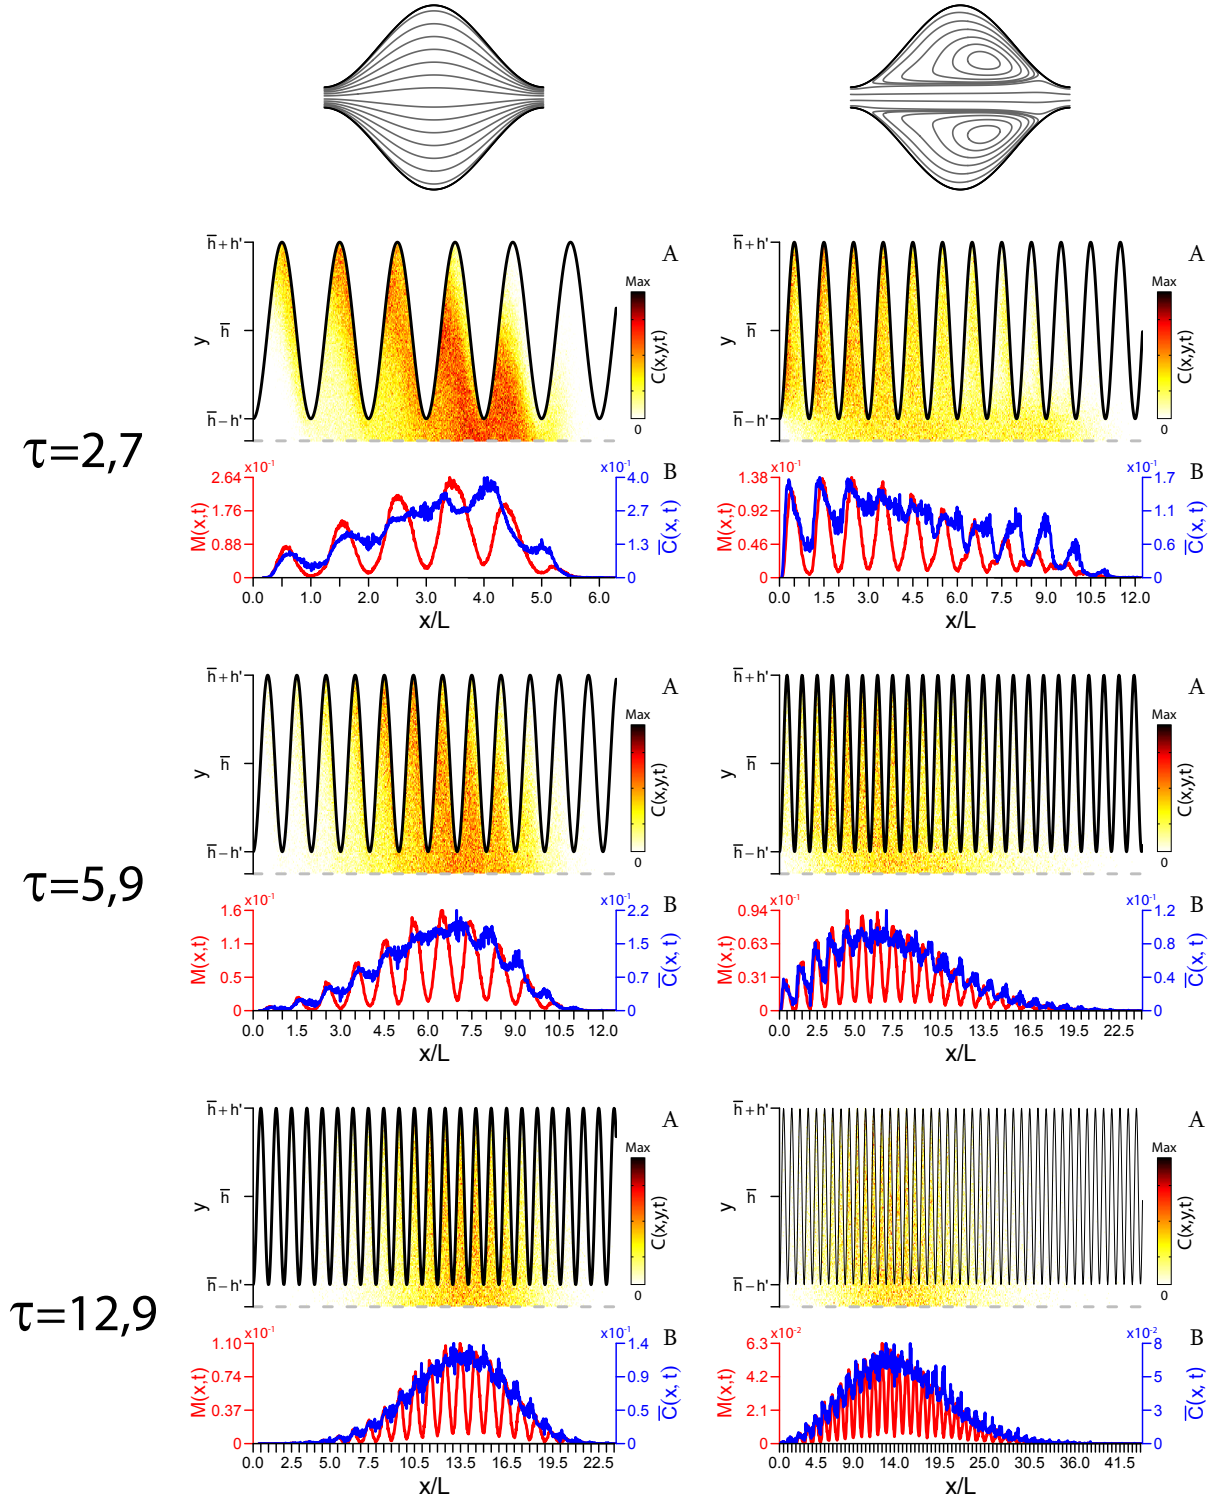 τ=2,7
h̅+h'
h̅
h̅−h'
y
A
Max
0
C(x,y,t)
x10⁻¹
2.64
1.76
0.88
0
M(x,t)
x10⁻¹
4.0
2.7
1.3
0
C̅(x, t)
B
0.0 1.0 2.0 3.0 4.0 5.0 6.0
x/L
h̅+h'
h̅
h̅−h'
y
A
Max
0
C(x,y,t)
x10⁻¹
1.38
0.92
0.46
0
M(x,t)
x10⁻¹
1.7
1.1
0.6
0
C̅(x, t)
B
0.0 1.5 3.0 4.5 6.0 7.5 9.0 10.5 12.0
x/L
τ=5,9
h̅+h'
h̅
h̅−h'
y
A
Max
0
C(x,y,t)
x10⁻¹
1.6
1.1
0.5
0
M(x,t)
x10⁻¹
2.2
1.5
0.7
0
C̅(x, t)
B
0.0 1.5 3.0 4.5 6.0 7.5 9.0 10.5 12.0
x/L
h̅+h'
h̅
h̅−h'
y
A
Max
0
C(x,y,t)
x10⁻¹
0.94
0.63
0.31
0
M(x,t)
x10⁻¹
1.2
0.8
0.4
0
C̅(x, t)
B
0.0 2.5 5.0 7.5 10.5 13.5 16.5 19.5 22.5
x/L
τ=12,9
h̅+h'
h̅
h̅−h'
y
A
Max
0
C(x,y,t)
x10⁻¹
1.10
0.74
0.37
0
M(x,t)
x10⁻¹
1.4
0.9
0.5
0
C̅(x, t)
B
0.0 2.5 5.0 7.5 10.5 13.5 16.5 19.5 22.5
x/L
h̅+h'
h̅
h̅−h'
y
A
Max
0
C(x,y,t)
x10⁻²
6.3
4.2
2.1
0
M(x,t)
x10⁻²
8
5
3
0
C̅(x, t)
B
0.0 4.5 9.0 14.0 19.5 25.0 30.5 36.0 41.5
x/L